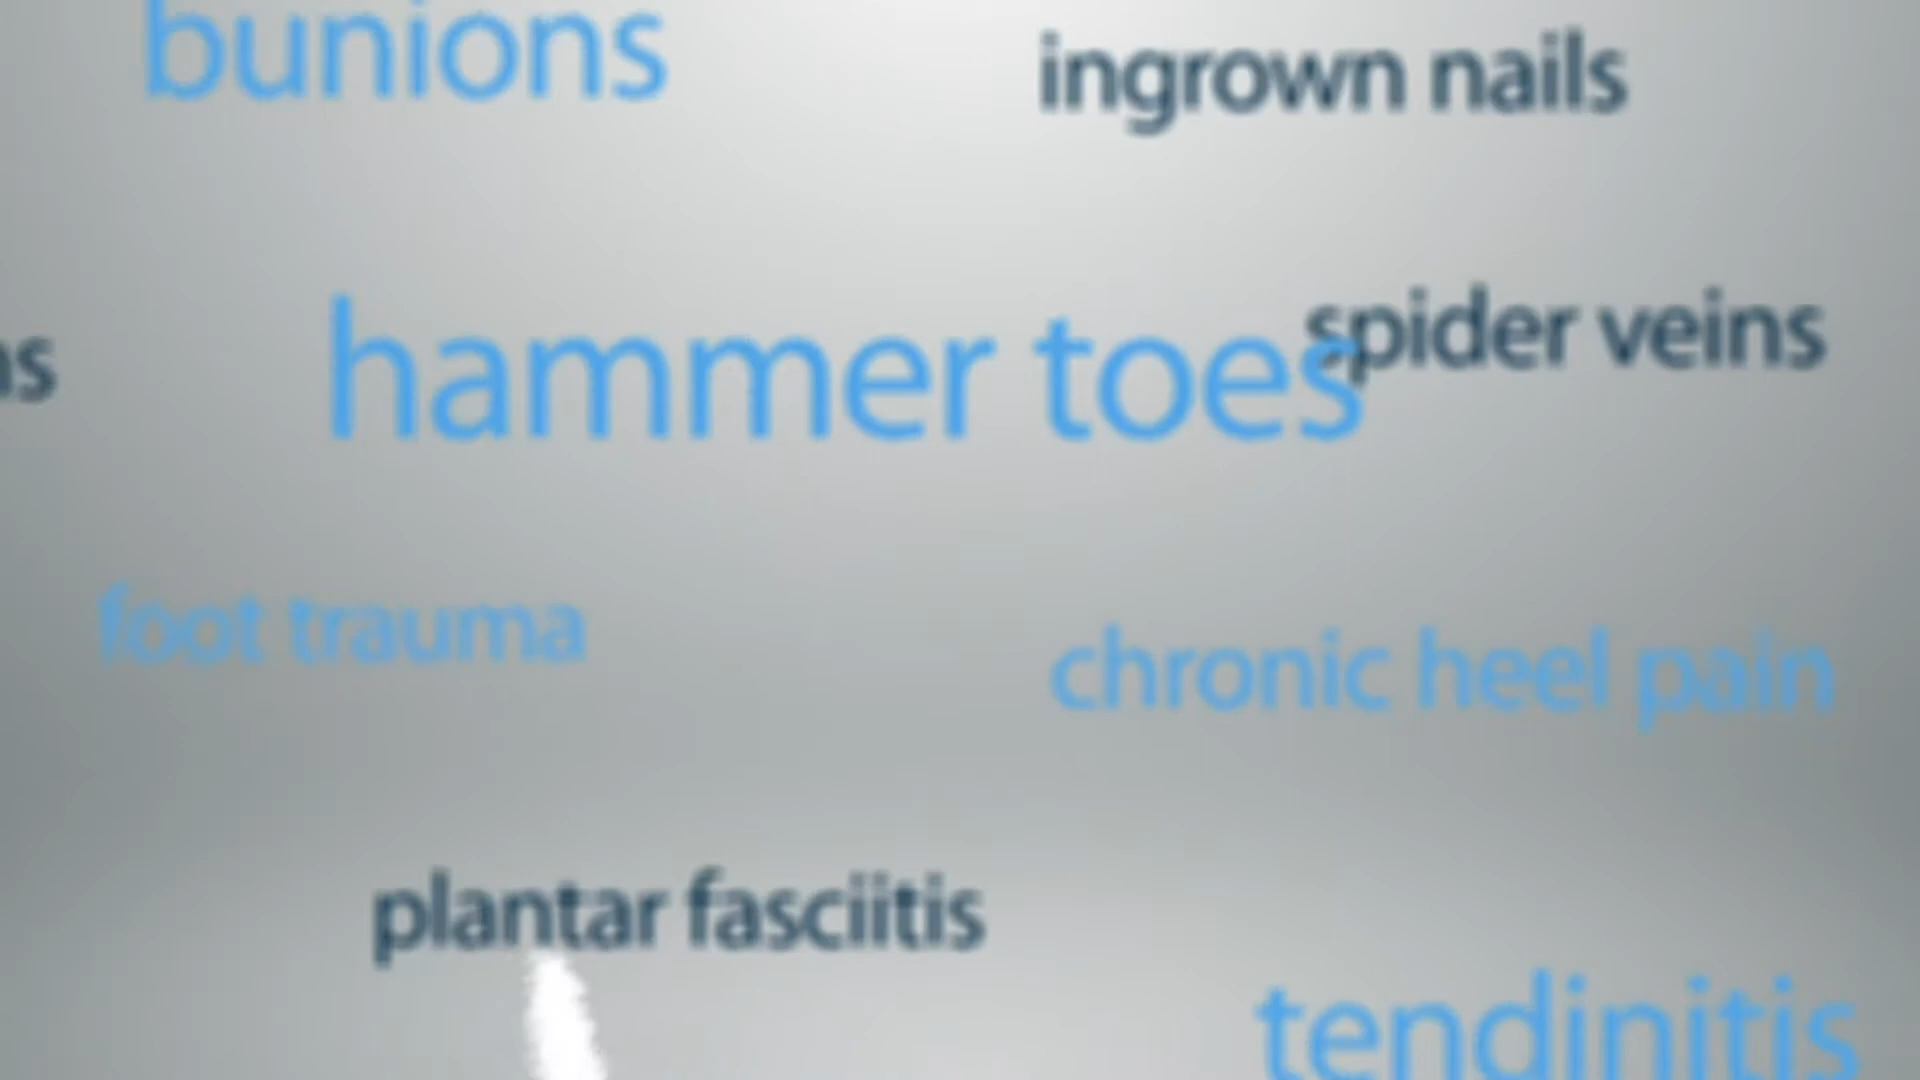 bunions
ingrown nails
spider veins
hammer toes
foot trauma
chronic heel pain
plantar fasciitis
tendinitis